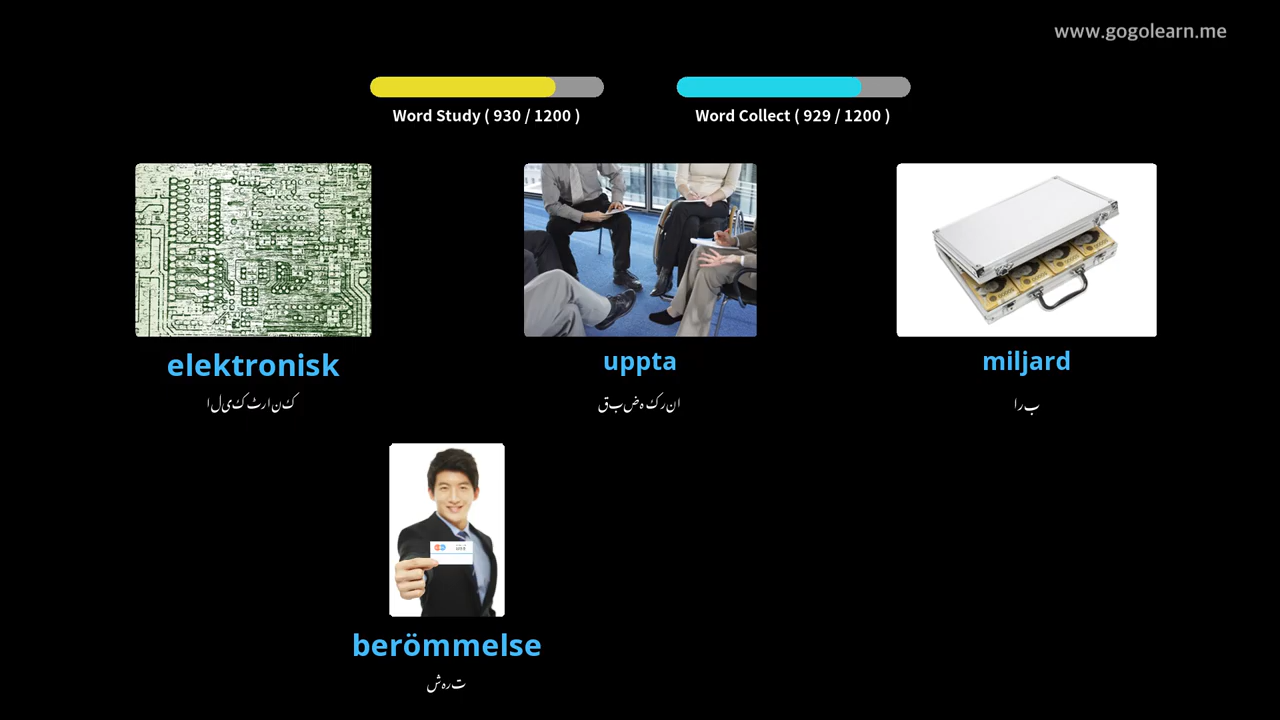 www.gogolearn.me
Word Study ( 930 / 1200 )
Word Collect ( 929 / 1200 )
elektronisk
uppta
miljard
الیکٹرانک
قبضہ کرنا
ارب
berömmelse
شہرت